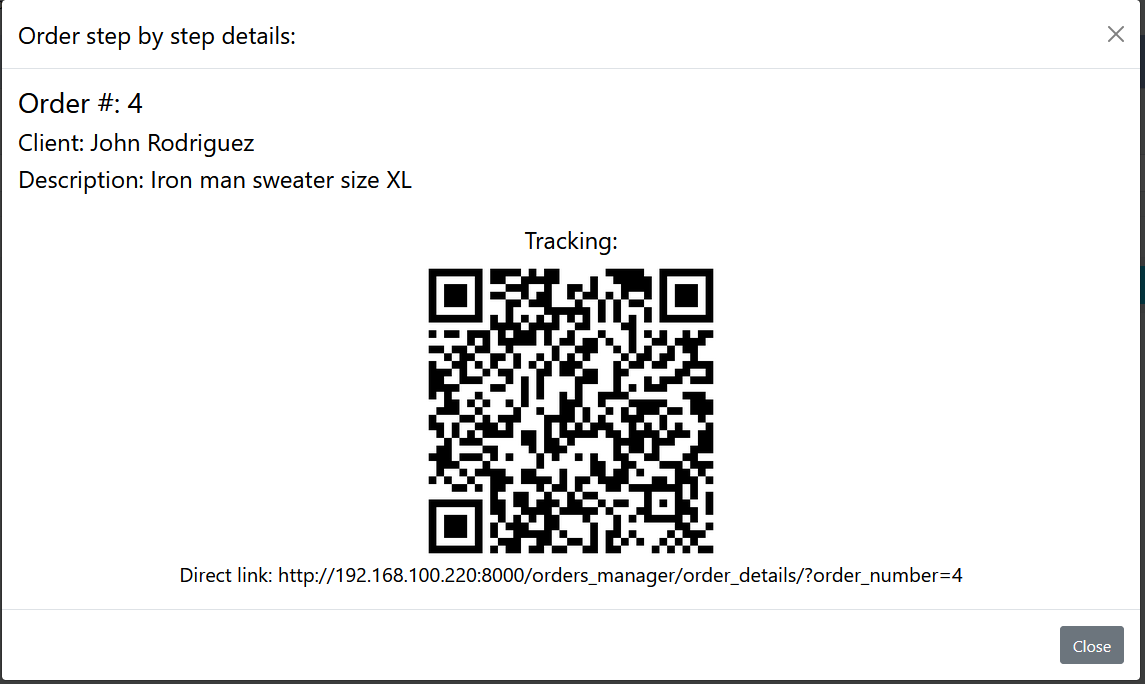 Order step by step details:
Order #: 4
Client: John Rodriguez
Description: Iron man sweater size XL
Tracking:
Direct link: http://192.168.100.220:8000/orders_manager/order_details/?order_number=4
Close